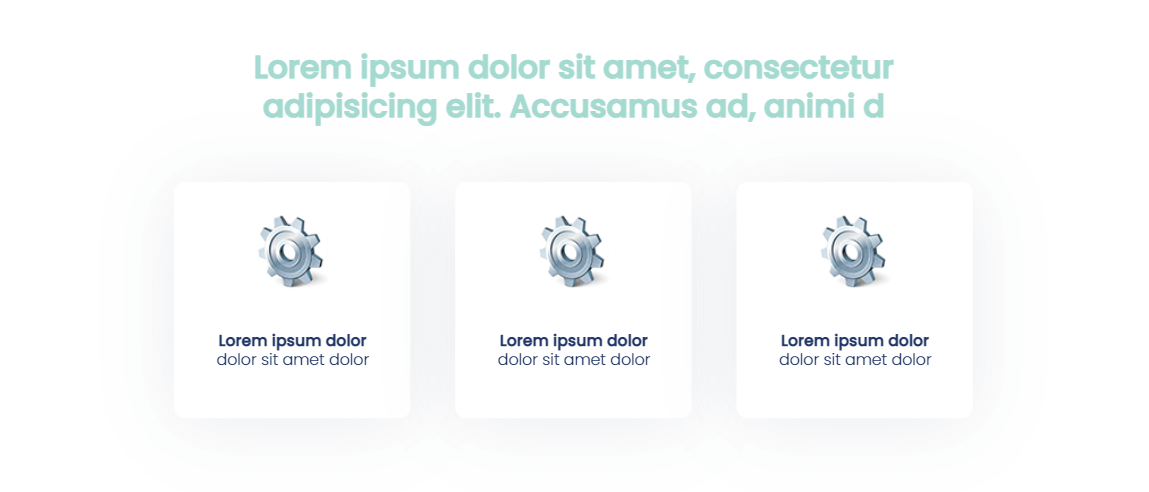 Lorem ipsum dolor sit amet, consectetur
adipisicing elit. Accusamus ad, animi d
Lorem ipsum dolor
dolor sit amet dolor
Lorem ipsum dolor
dolor sit amet dolor
Lorem ipsum dolor
dolor sit amet dolor